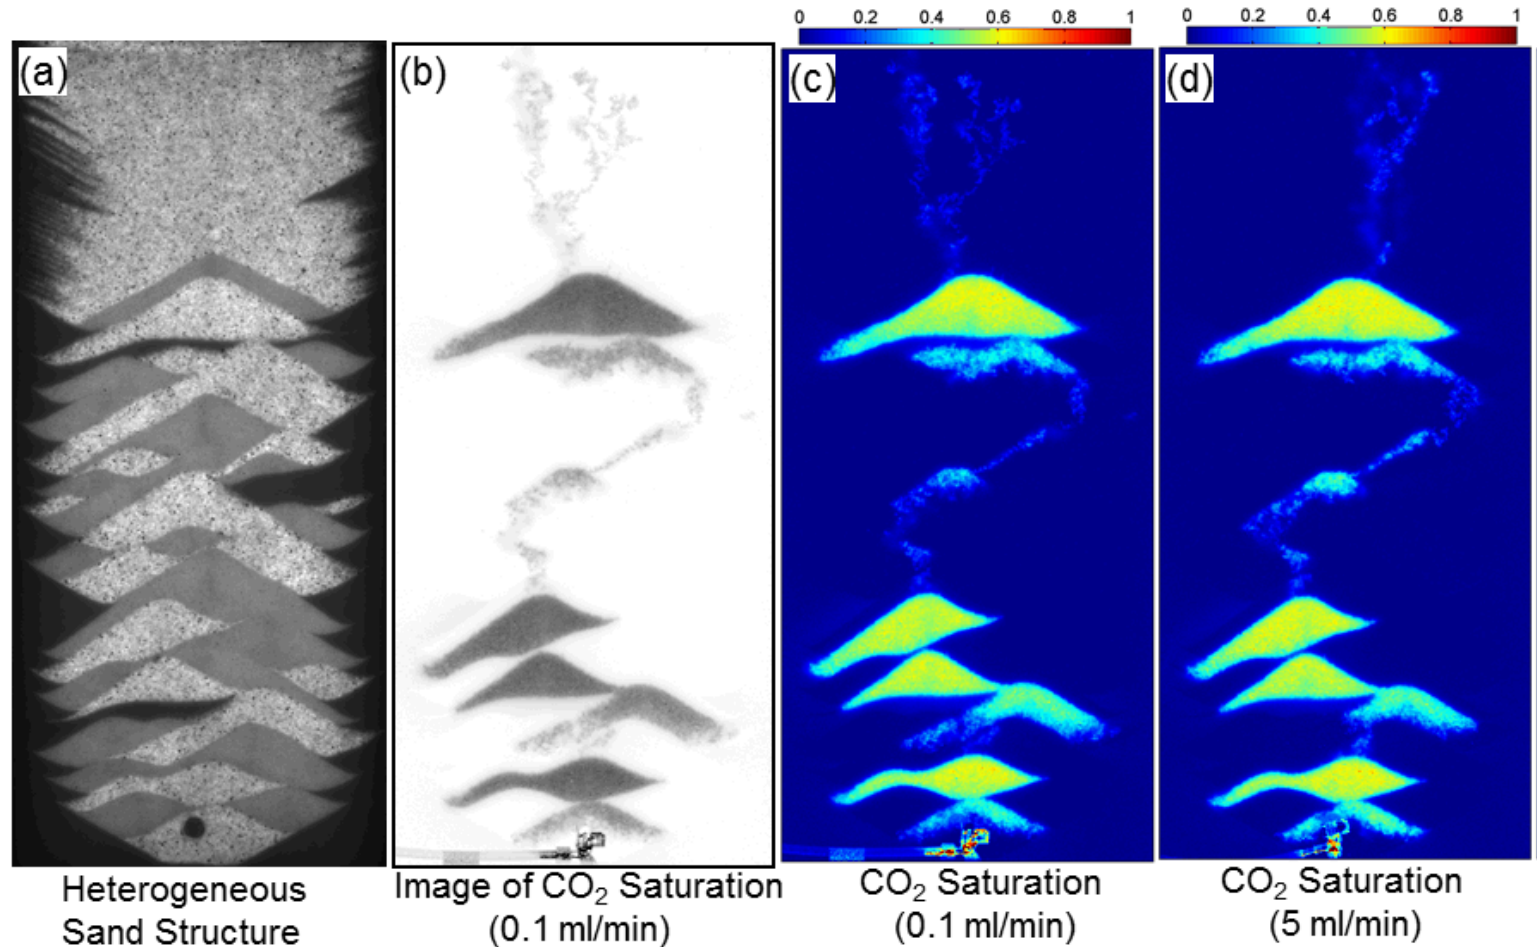 0 0.2 0.4 0.6 0.8 1
0 0.2 0.4 0.6 0.8 1
(a)
(b)
(c)
(d)
Heterogeneous
Sand Structure
Image of CO₂ Saturation
(0.1 ml/min)
CO₂ Saturation
(0.1 ml/min)
CO₂ Saturation
(5 ml/min)